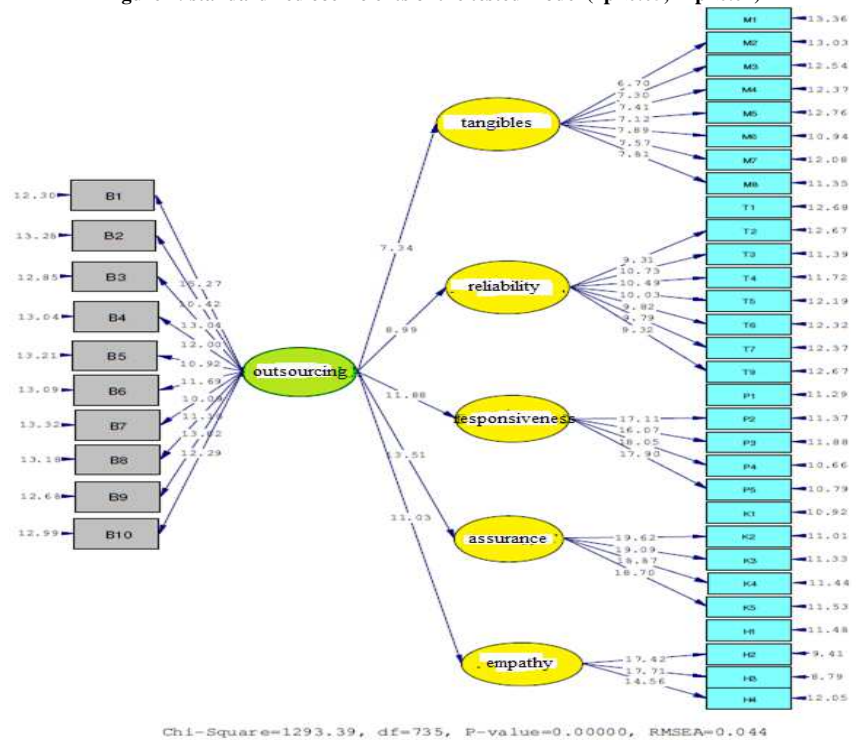 M1 13.36
M2 13.03
M3 12.54
M4 12.37
M5 12.76
M6 10.94
M7 12.08
M8 11.35
6.70
7.30
7.41
7.12
7.89
7.57
7.81
tangibles
T1 12.68
T2 12.67
T3 11.39
T4 11.72
T5 12.19
T6 12.32
T7 12.37
T9 12.67
9.31
10.73
10.49
10.03
9.82
9.79
9.32
reliability
P1 11.29
P2 11.37
P3 11.88
P4 10.66
P5 10.79
17.11
16.07
18.05
17.90
responsiveness
K1 10.92
K2 11.01
K3 11.33
K4 11.44
K5 11.53
19.62
19.09
18.87
18.70
assurance
H1 11.48
H2 9.41
H3 8.79
H4 12.05
17.42
17.71
14.56
empathy
7.34
8.99
11.88
13.51
11.03
outsourcing
12.30 B1
13.26 B2
12.85 B3
13.04 B4
13.21 B5
13.09 B6
13.32 B7
13.18 B8
12.68 B9
12.99 B10
10.42
13.04
12.00
10.92
11.69
12.29
Chi-Square=1293.39, df=735, P-value=0.00000, RMSEA=0.044